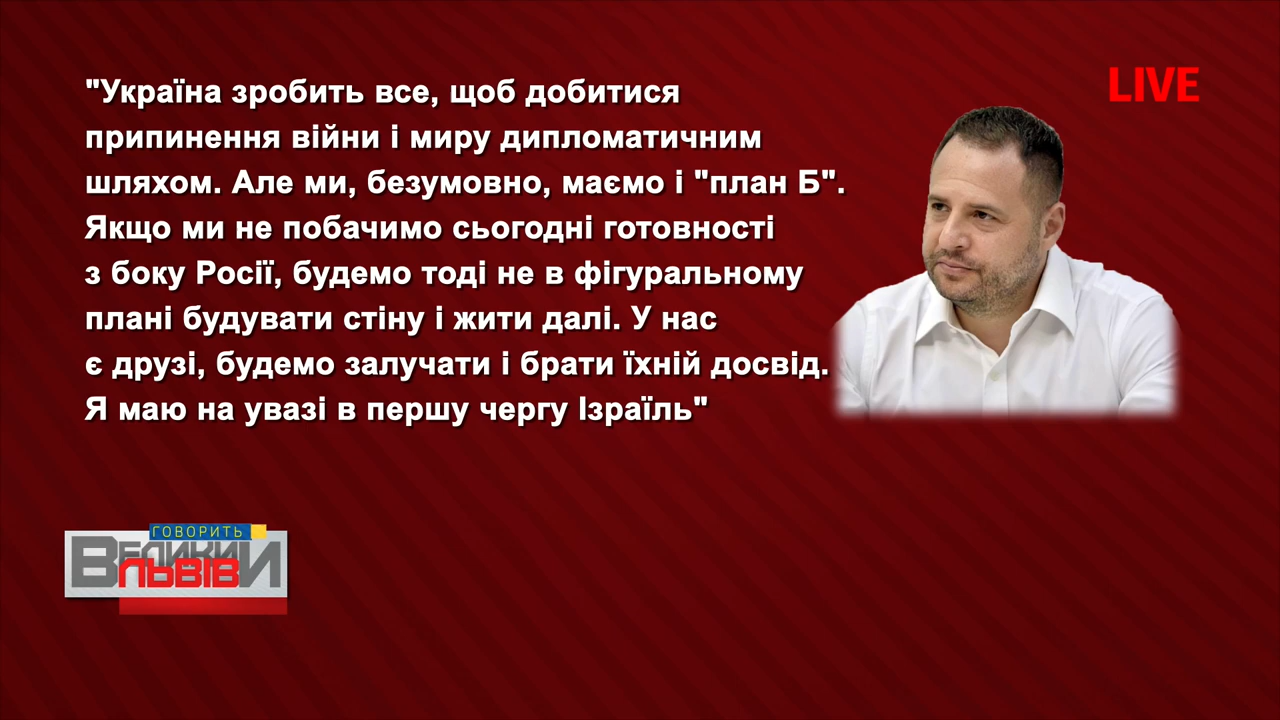 "Україна зробить все, щоб добитися
припинення війни і миру дипломатичним
шляхом. Але ми, безумовно, маємо і "план Б".
Якщо ми не побачимо сьогодні готовності
з боку Росії, будемо тоді не в фігуральному
плані будувати стіну і жити далі. У нас
є друзі, будемо залучати і брати їхній досвід.
Я маю на увазі в першу чергу Ізраїль"
LIVE
ГОВОРИТЬ
ВЕЛИКИЙ
ЛЬВІВ